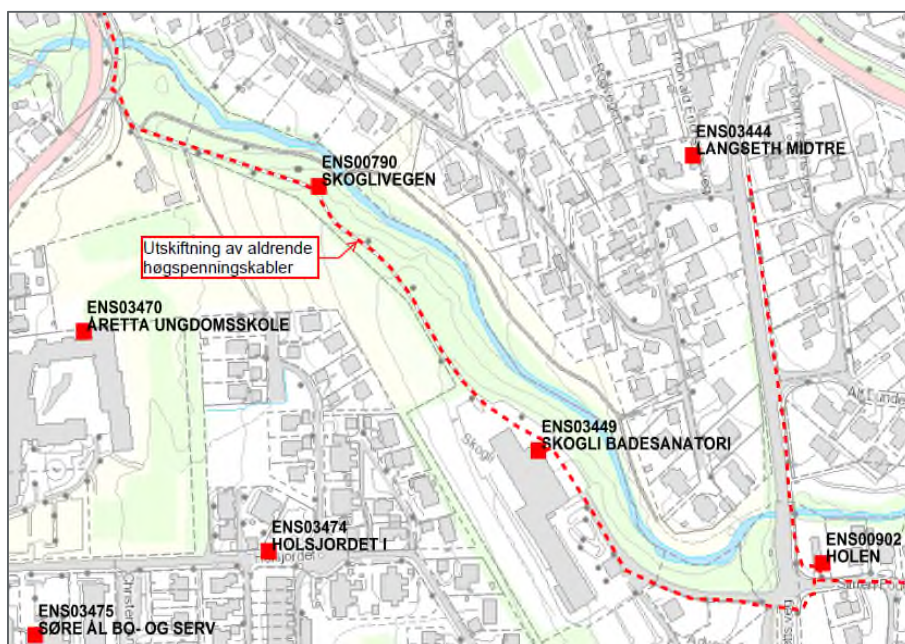 ENS03444
LANGSETH MIDTRE
ENS00790
SKOGLIVEGEN
Utskiftning av aldrende
høgspenningskabler
ENS03470
ÅRETTA UNGDOMSSKOLE
ENS03449
SKOGLI BADESANATORI
Skogli
ENS03474
HOLSJORDET I
ENS00902
HOLEN
ENS03475
SØRE ÅL BO- OG SERV